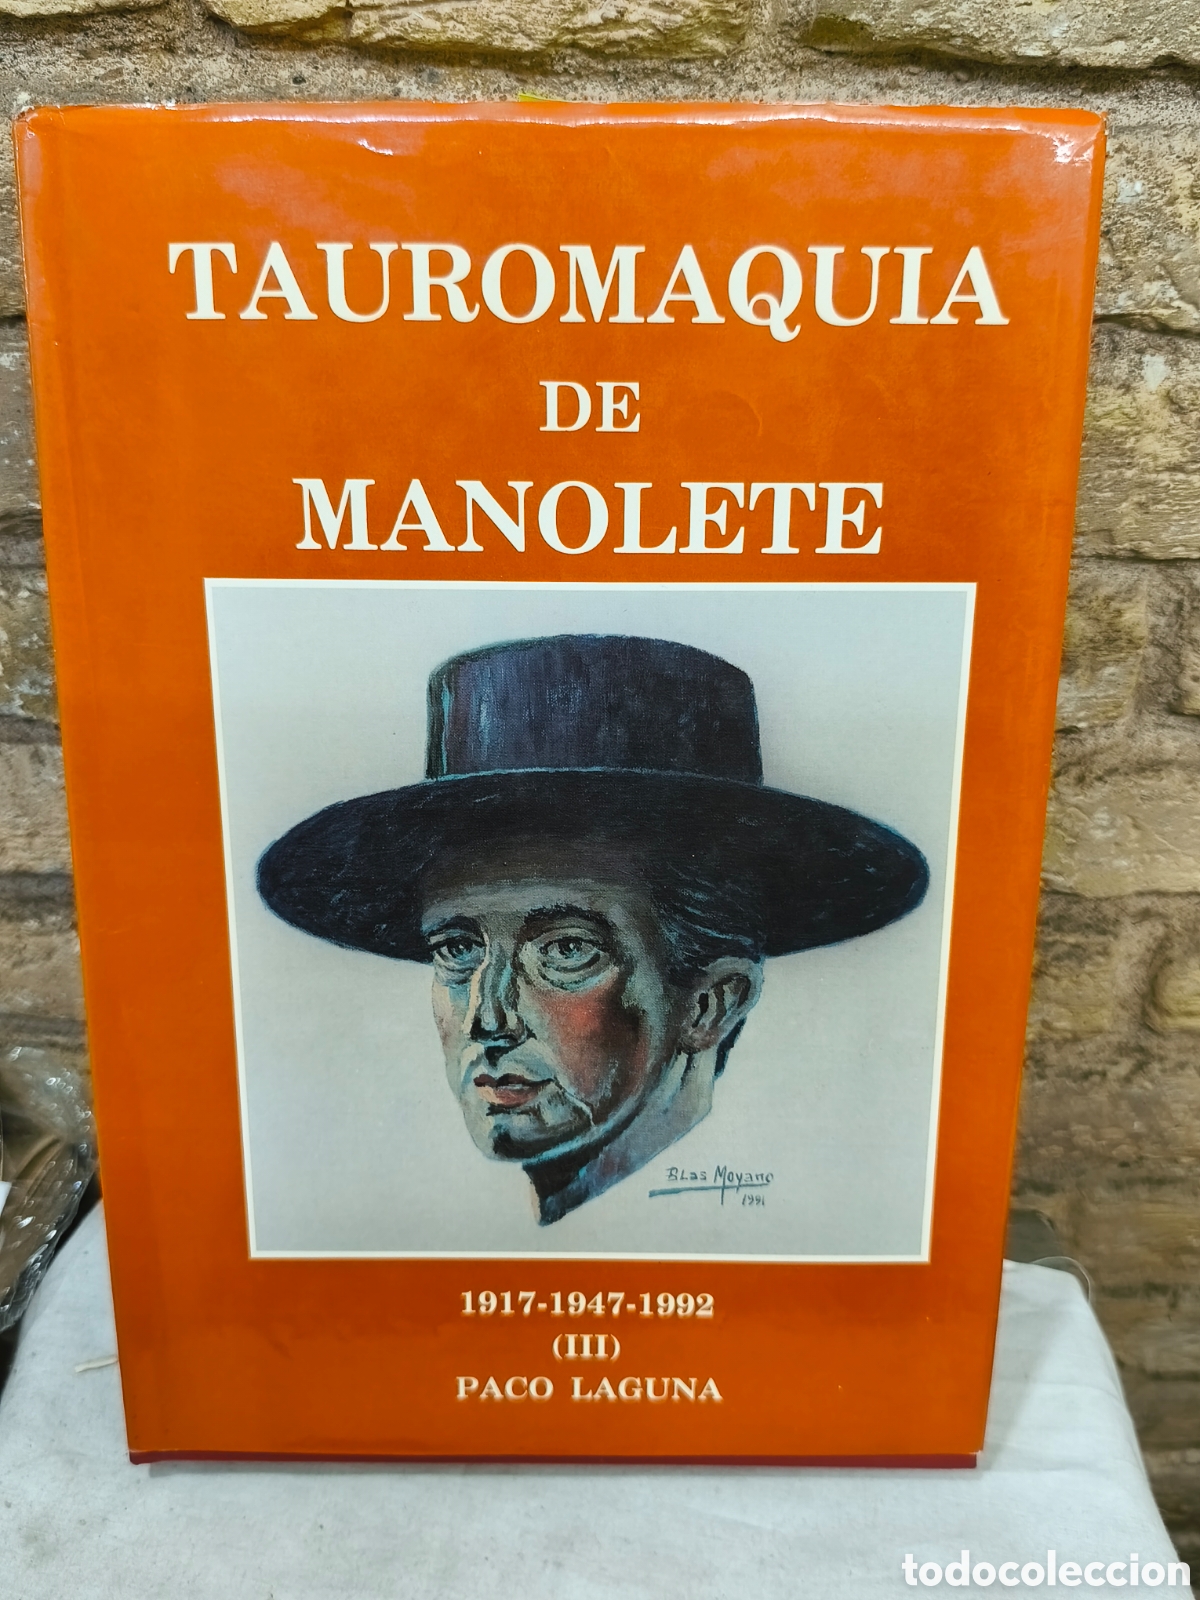 TAUROMAQUIA
DE
MANOLETE
Blas Moyano
1991
1917-1947-1992
(III)
PACO LAGUNA
todocoleccion